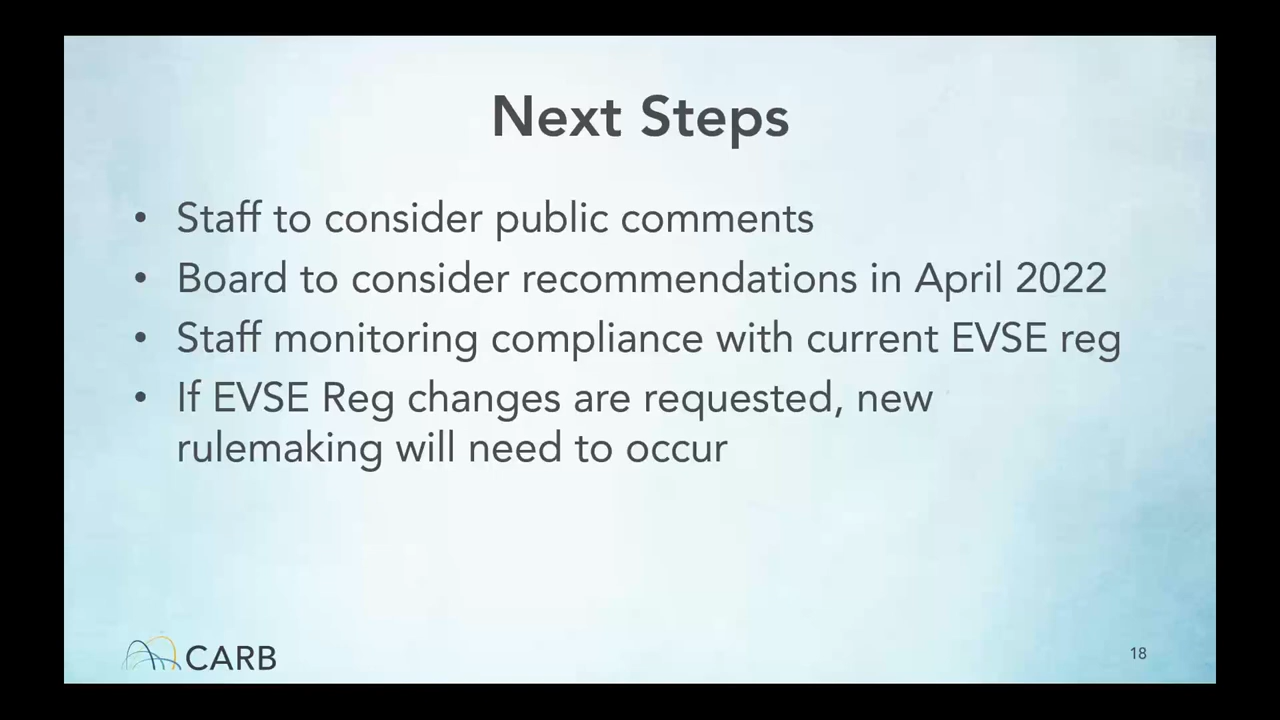 Next Steps
• Staff to consider public comments
• Board to consider recommendations in April 2022
• Staff monitoring compliance with current EVSE reg
• If EVSE Reg changes are requested, new
rulemaking will need to occur
CARB
18